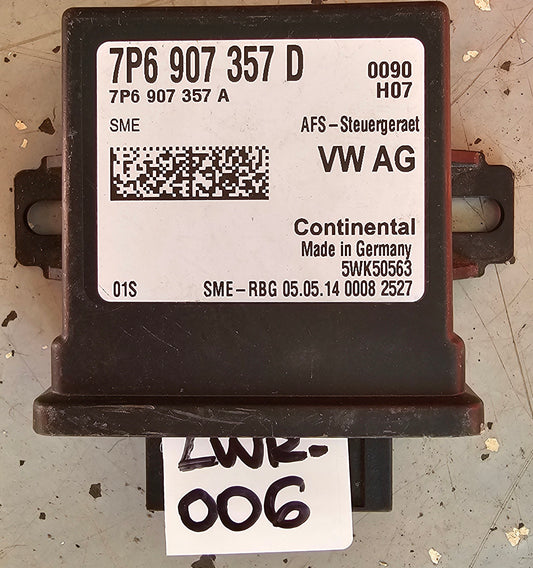 7P6 907 357 D
0090
7P6 907 357 A
H07
SME
AFS-Steuergeraet
VW AG
Continental
Made in Germany
5WK50563
01S
SME-RBG 05.05.14 0008 2527
LWR-
006